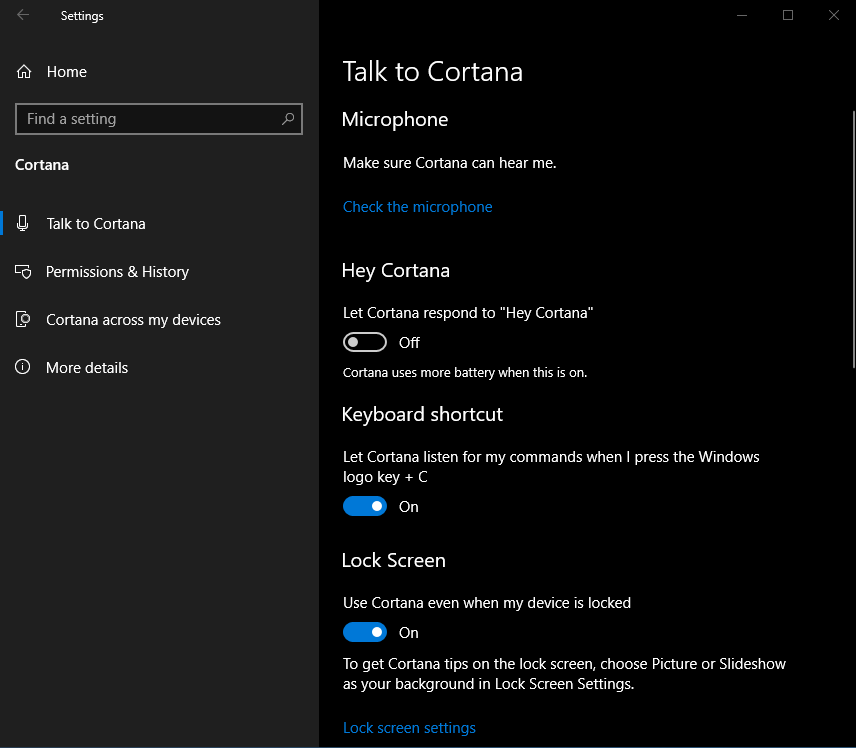 Settings
Home
Find a setting
Cortana
Talk to Cortana
Permissions & History
Cortana across my devices
More details
Talk to Cortana
Microphone
Make sure Cortana can hear me.
Check the microphone
Hey Cortana
Let Cortana respond to "Hey Cortana"
Off
Cortana uses more battery when this is on.
Keyboard shortcut
Let Cortana listen for my commands when I press the Windows
logo key + C
On
Lock Screen
Use Cortana even when my device is locked
On
To get Cortana tips on the lock screen, choose Picture or Slideshow
as your background in Lock Screen Settings.
Lock screen settings